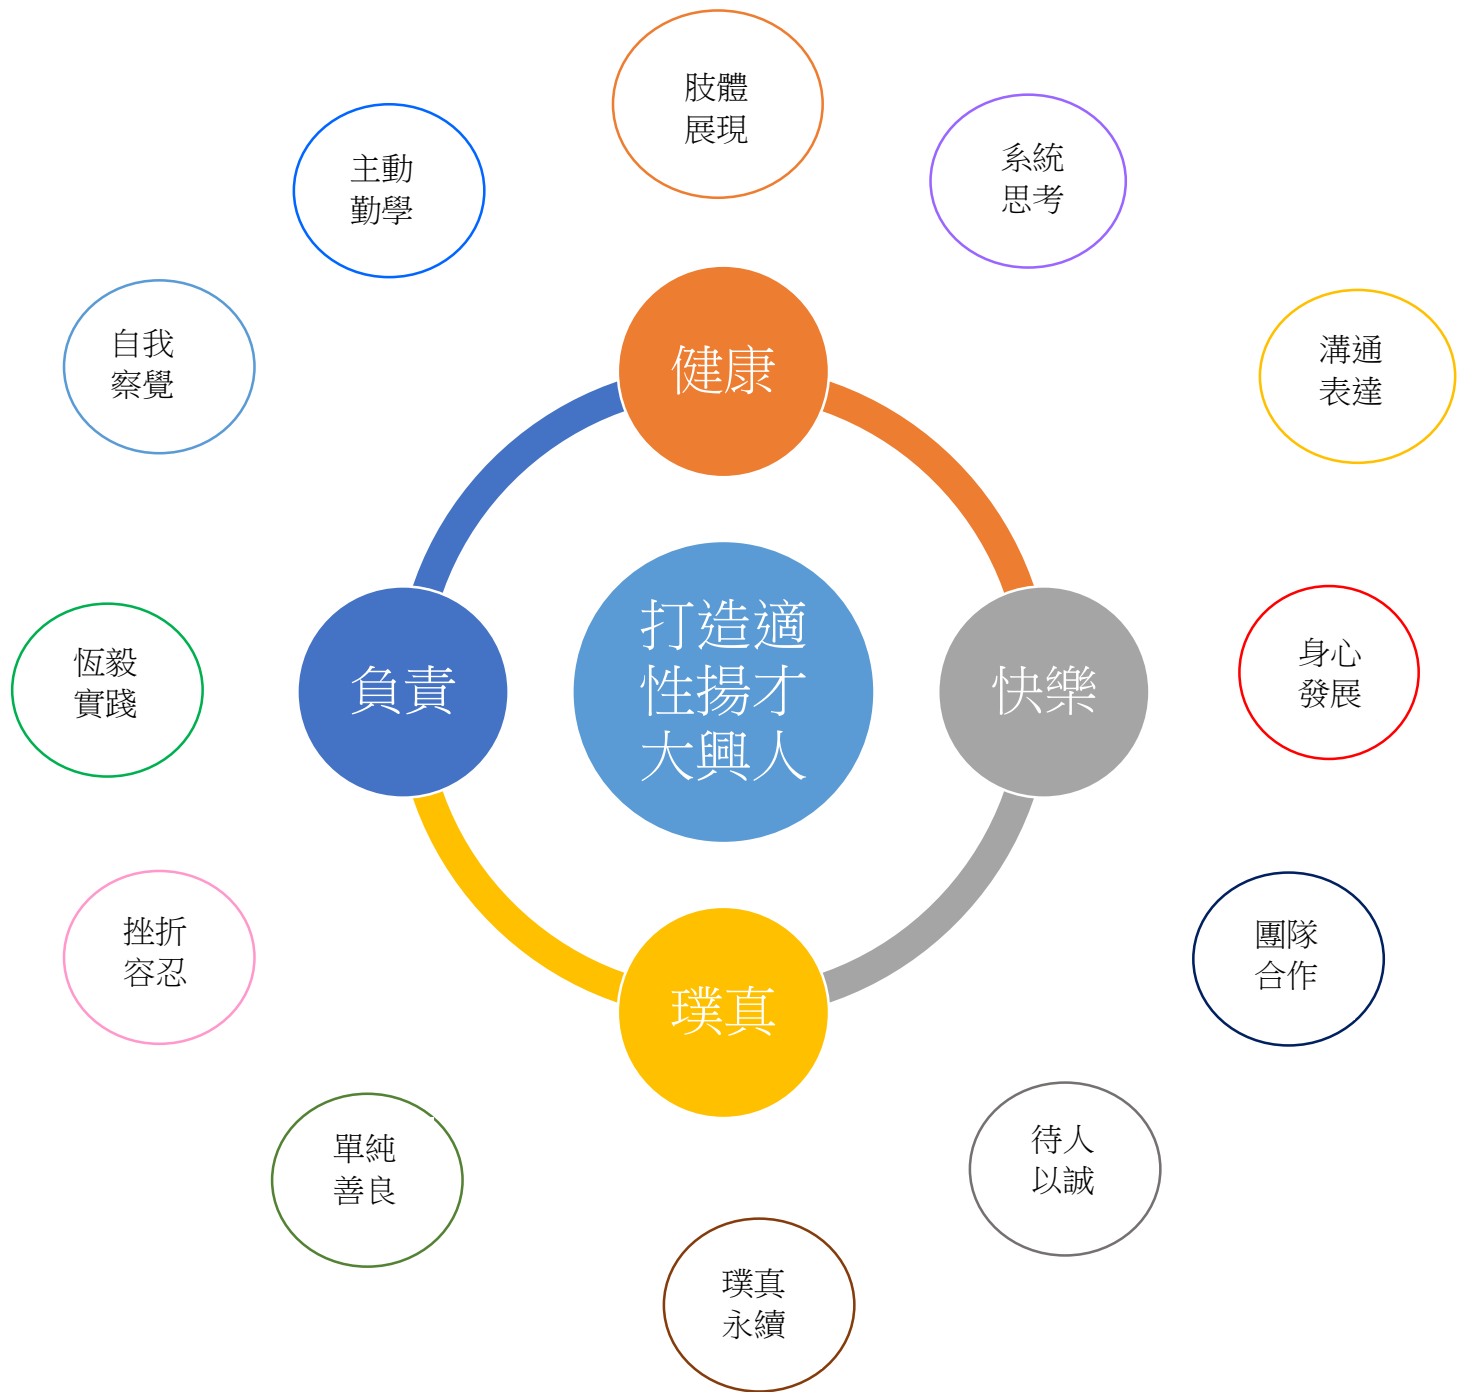 肢體
展現
系統
思考
主動
勤學
溝通
表達
自我
察覺
健康
身心
發展
恆毅
實踐
負責
打造適
性揚才
大興人
快樂
挫折
容忍
團隊
合作
璞真
單純
善良
待人
以誠
璞真
永續